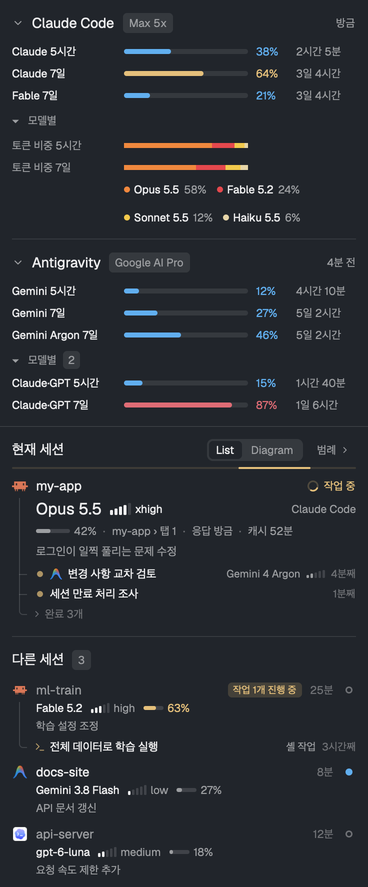 Claude Code Max 5x 방금
Claude 5시간 38% 2시간 5분
Claude 7일 64% 3일 4시간
Fable 7일 21% 3일 4시간
모델별
토큰 비중 5시간
토큰 비중 7일
Opus 5.5 58% Fable 5.2 24%
Sonnet 5.5 12% Haiku 5.5 6%
Antigravity Google AI Pro 4분 전
Gemini 5시간 12% 4시간 10분
Gemini 7일 27% 5일 2시간
Gemini Argon 7일 46% 5일 2시간
모델별 2
Claude·GPT 5시간 15% 1시간 40분
Claude·GPT 7일 87% 1일 6시간
현재 세션 List Diagram 범례
my-app 작업 중
Opus 5.5 xhigh Claude Code
42% · my-app › 탭 1 · 응답 방금 · 캐시 52분
로그인이 일찍 풀리는 문제 수정
변경 사항 교차 검토 Gemini 4 Argon 4분째
세션 만료 처리 조사 1분째
완료 3개
다른 세션 3
ml-train 작업 1개 진행 중 25분
Fable 5.2 high 63%
학습 설정 조정
전체 데이터로 학습 실행 셸 작업 3시간째
docs-site 8분
Gemini 3.8 Flash low 27%
API 문서 갱신
api-server 12분
gpt-6-luna medium 18%
요청 속도 제한 추가